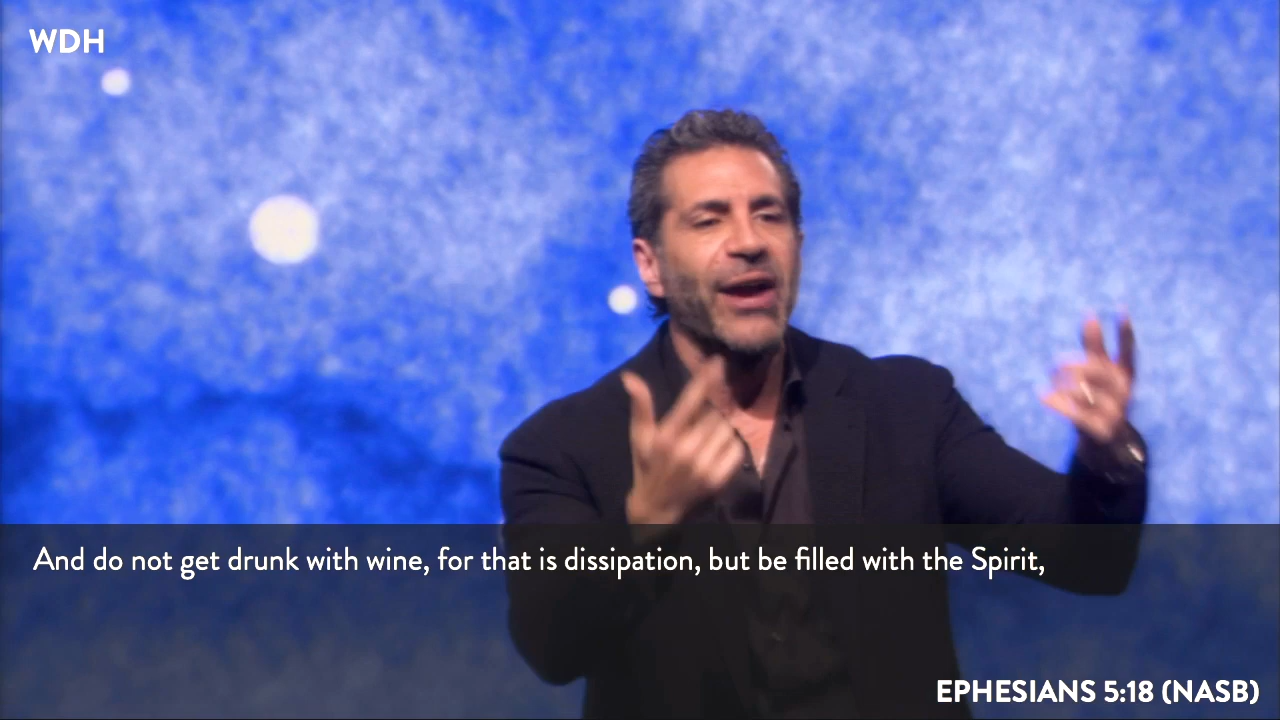 WDH
And do not get drunk with wine, for that is dissipation, but be filled with the Spirit,
EPHESIANS 5:18 (NASB)